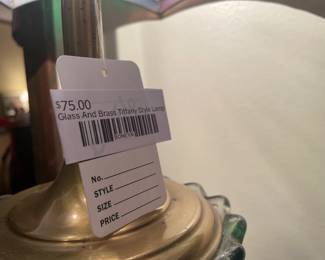 $75.00
Glass And Brass Tiffany Style Lamp
No.
STYLE
SIZE
PRICE